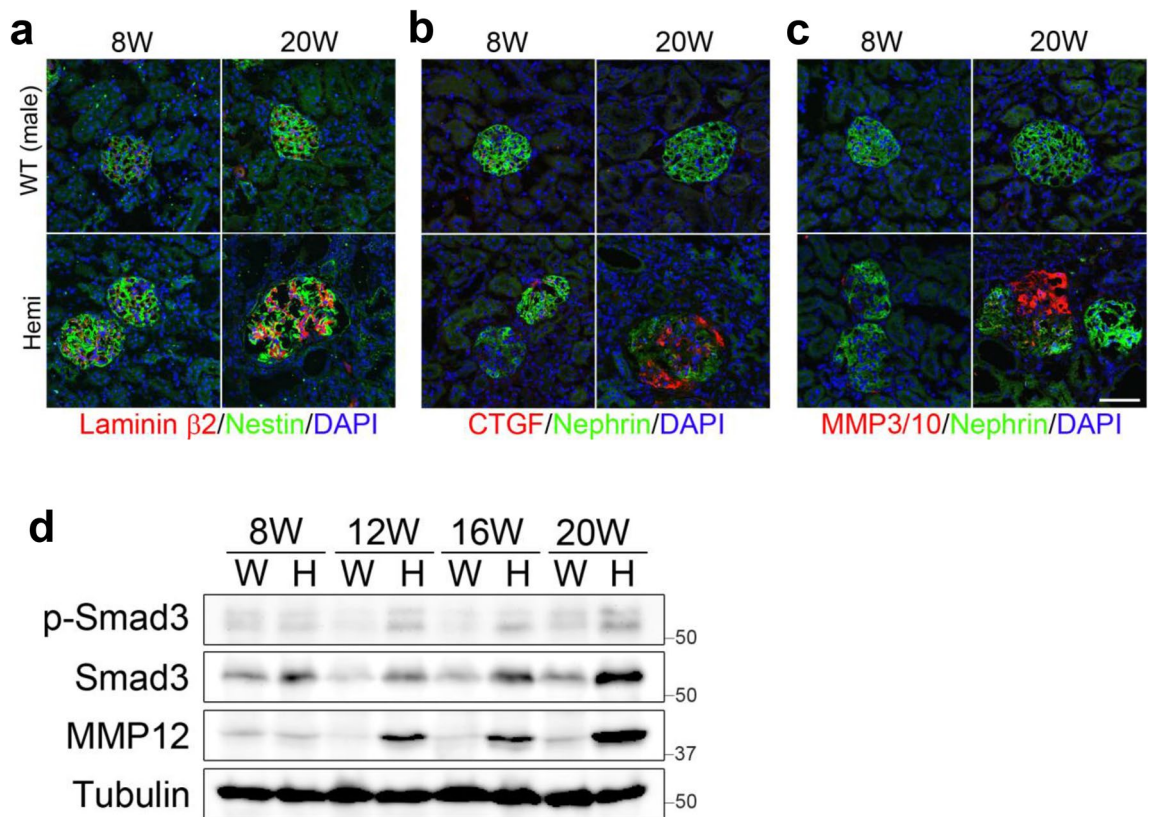 a
8W 20W
b
8W 20W
c
8W 20W
WT (male)
Hemi
Laminin β2/Nestin/DAPI
CTGF/Nephrin/DAPI
MMP3/10/Nephrin/DAPI
d
8W 12W 16W 20W
W H W H W H W H
p-Smad3
50
Smad3
50
MMP12
37
Tubulin
50